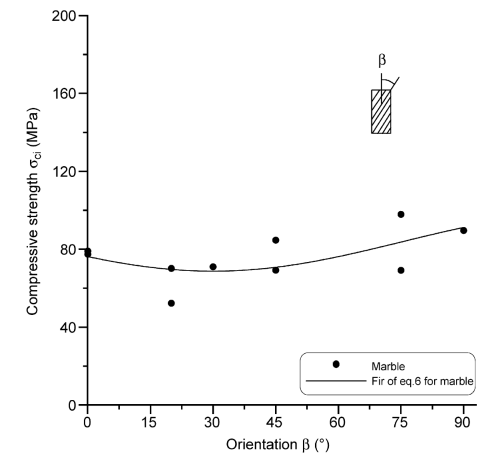 200
160
120
80
40
0
Compressive strength σci (MPa)
β
Marble
Fir of eq.6 for marble
0 15 30 45 60 75 90
Orientation β (°)